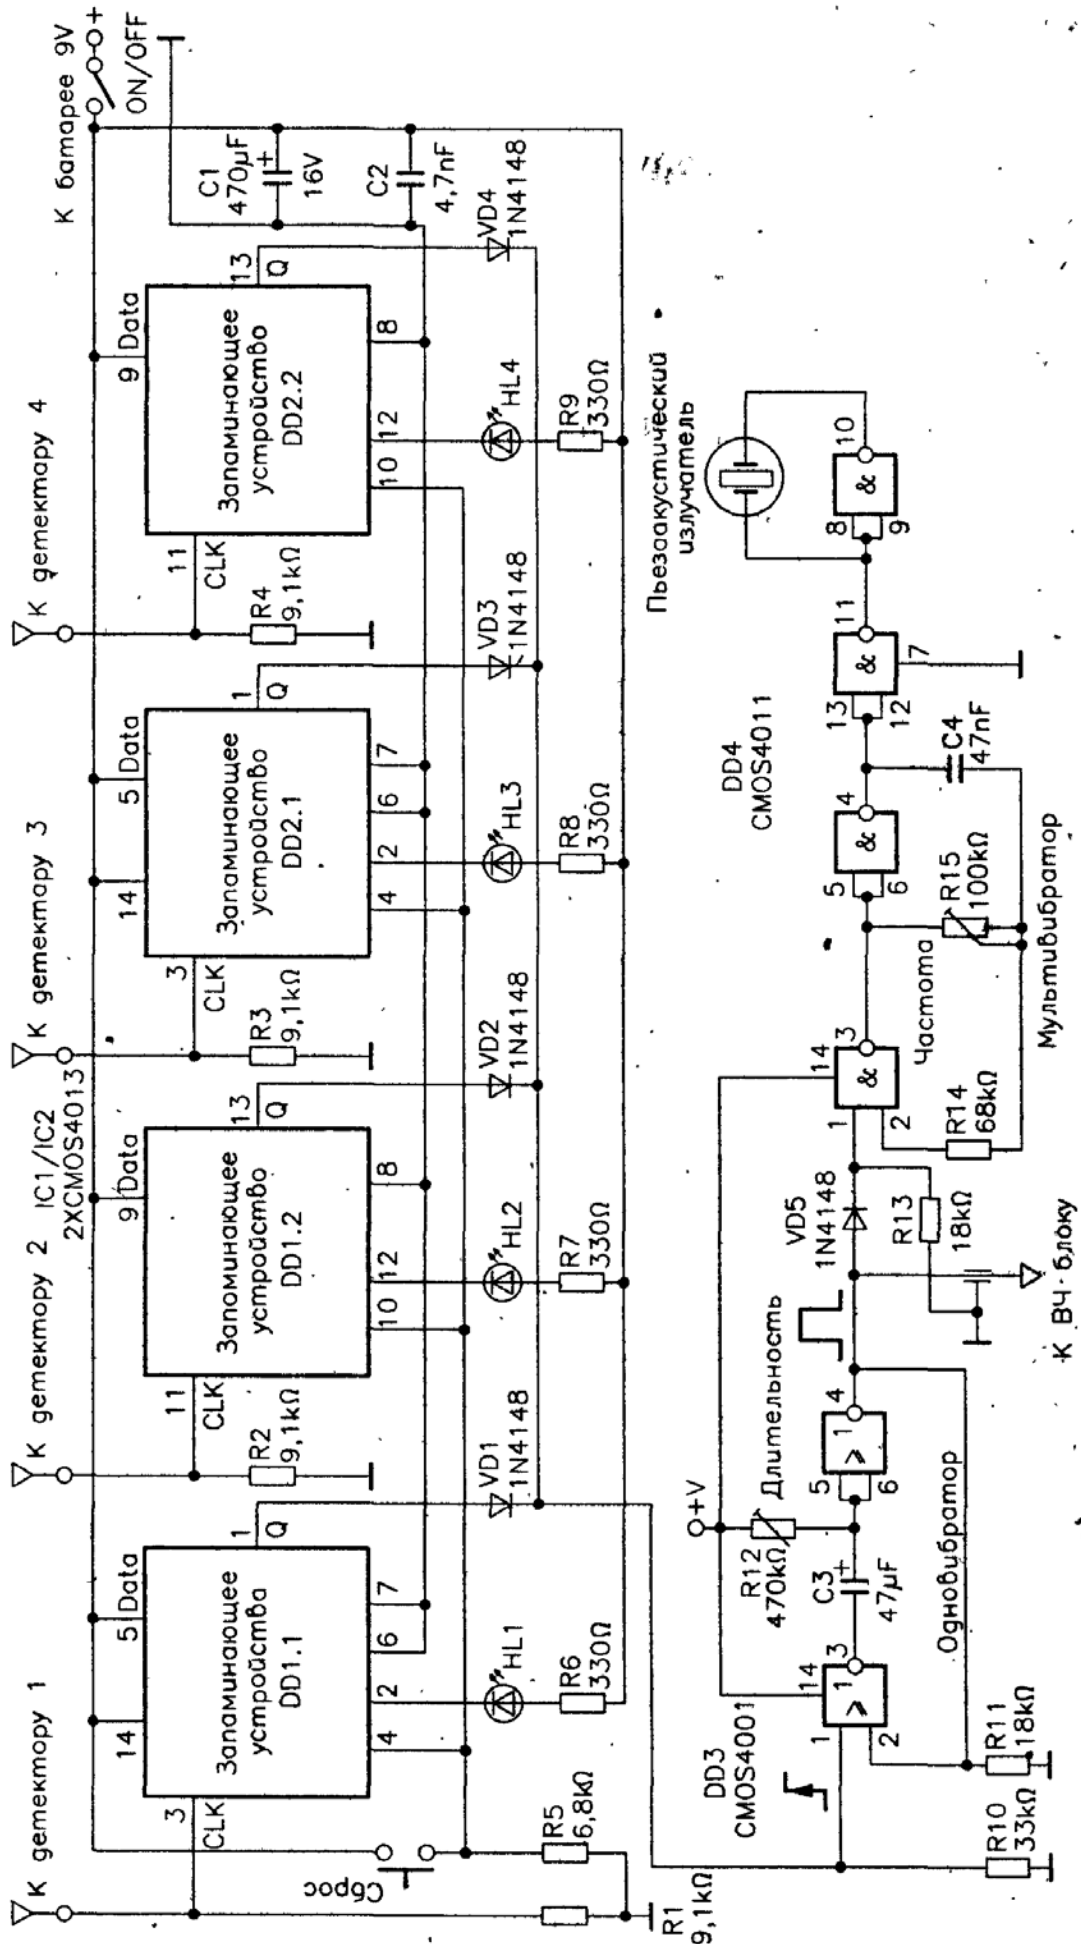 К детектору 1
К детектору 2
IC1/IC2
2XCMOS4013
К детектару 3
К детектару 4
К батарее 9V
+
ON/OFF
14
5
Data
3
CLK
Запоминающее
устройства
DD1.1
1
Q
4
2
6
7
9
Data
11
CLK
Запоминающее
устройство
DD1.2
13
Q
10
12
8
14
5
Data
3
CLK
Запаминающее
устройство
DD2.1
1
Q
4
2
6
7
9
Data
11
CLK
Запаминающее
устройство
DD2.2
13
Q
10
12
8
C1
470µF
+
16V
C2
4,7nF
Сброс
R1
9,1kΩ
R5
6,8kΩ
R2
9,1kΩ
R3
9,1kΩ
R4
9,1kΩ
HL1
R6
330Ω
VD1
1N4148
HL2
R7
330Ω
VD2
1N4148
HL3
R8
330Ω
VD3
1N4148
HL4
R9
330Ω
VD4
1N4148
DD3
CMOS4001
14
1
2
1
3
R10
33kΩ
R11
18kΩ
C3
+
47µF
+V
R12
470kΩ
Длительность
5
6
1
4
Одновибратор
VD5
1N4148
R13
18kΩ
К ВЧ-блоку
14
1
2
&
3
R14
68kΩ
Частота
R15
100kΩ
Мультивибратор
5
6
&
4
C4
47nF
DD4
CMOS4011
13
12
&
11
7
8
9
&
10
Пьезоакустический
излучатель